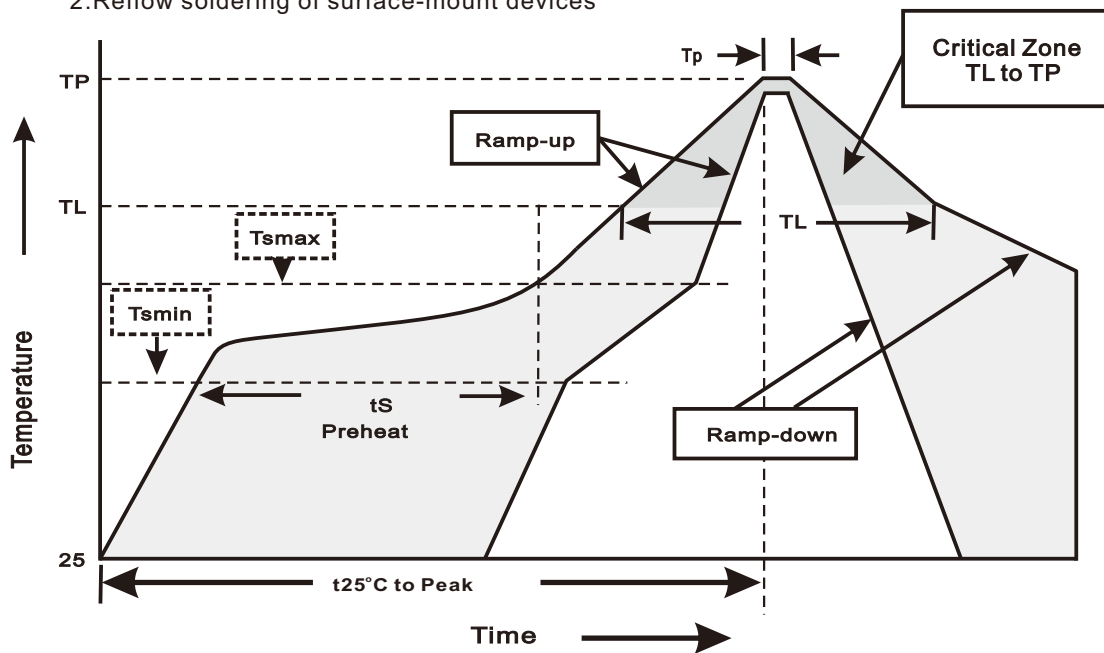 2.Reflow soldering of surface-mount devices
Tp
Critical Zone
TL to TP
TP
Ramp-up
TL
Tsmax
TL
Tsmin
Temperature
tS
Preheat
Ramp-down
25
t25°C to Peak
Time